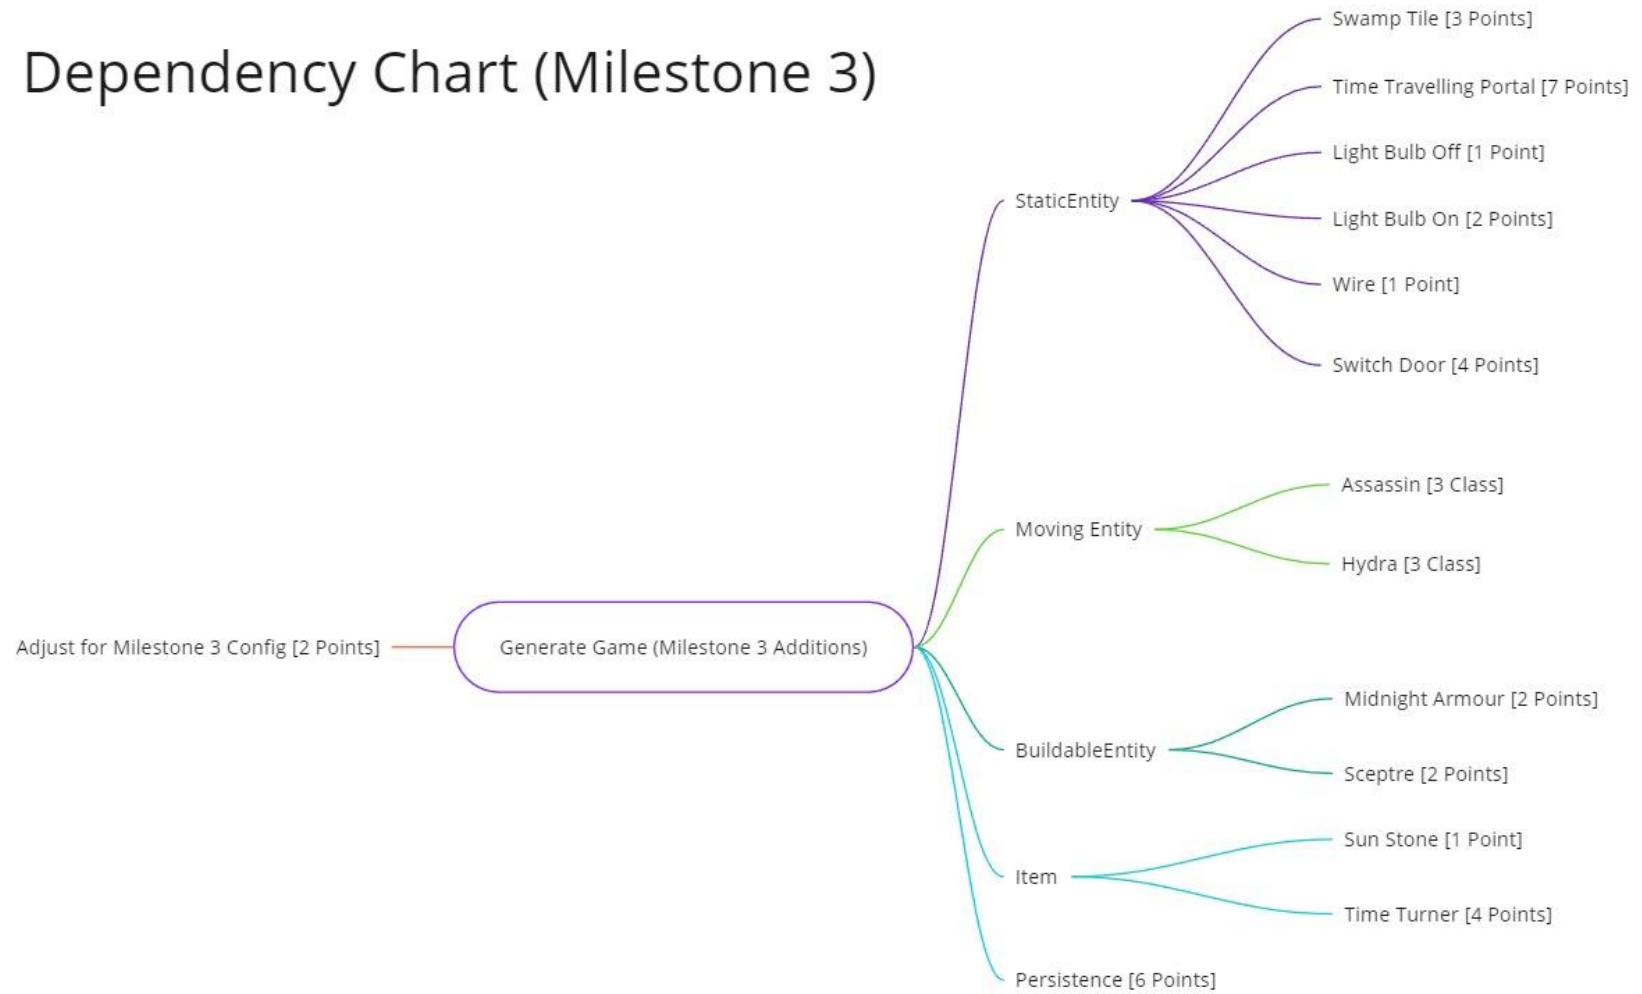 Dependency Chart (Milestone 3)
Swamp Tile [3 Points]
Time Travelling Portal [7 Points]
Light Bulb Off [1 Point]
StaticEntity
Light Bulb On [2 Points]
Wire [1 Point]
Switch Door [4 Points]
Assassin [3 Class]
Moving Entity
Hydra [3 Class]
Adjust for Milestone 3 Config [2 Points]
Generate Game (Milestone 3 Additions)
Midnight Armour [2 Points]
BuildableEntity
Sceptre [2 Points]
Sun Stone [1 Point]
Item
Time Turner [4 Points]
Persistence [6 Points]